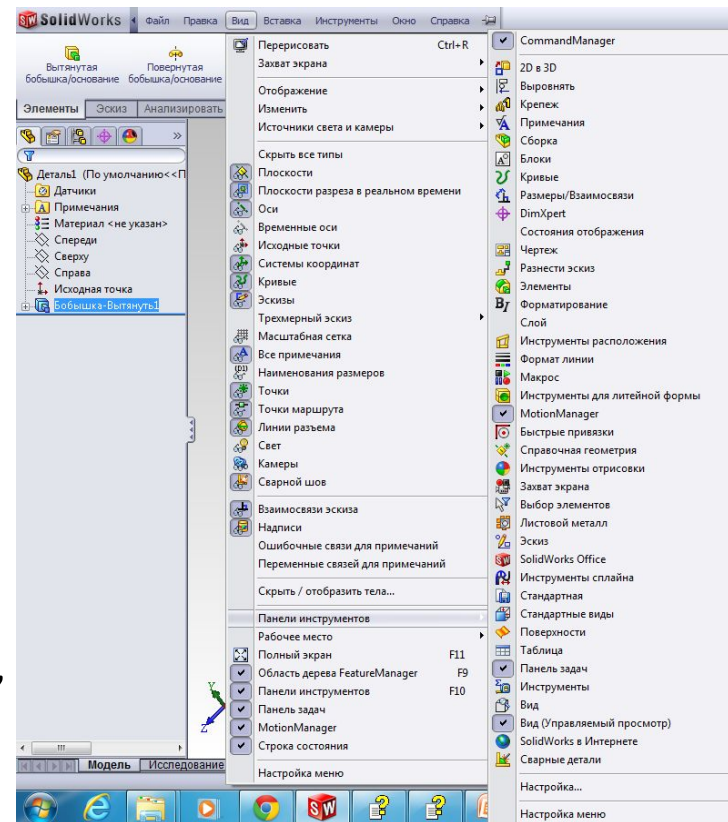 SolidWorks Файл Правка Вид Вставка Инструменты Окно Справка
Вытянутая бобышка/основание
Повернутая бобышка/основание
Элементы Эскиз Анализировать
Деталь1 (По умолчанию<<П
Датчики
Примечания
Материал <не указан>
Спереди
Сверху
Справа
Исходная точка
Бобышка-Вытянуть1
Y
Z
Модель Исследование
Перерисовать Ctrl+R
Захват экрана
Отображение
Изменить
Источники света и камеры
Скрыть все типы
Плоскости
Плоскости разреза в реальном времени
Оси
Временные оси
Исходные точки
Системы координат
Кривые
Эскизы
Трехмерный эскиз
Масштабная сетка
Все примечания
Наименования размеров
Точки
Точки маршрута
Линии разъема
Свет
Камеры
Сварной шов
Взаимосвязи эскиза
Надписи
Ошибочные связи для примечаний
Переменные связей для примечаний
Скрыть / отобразить тела...
Панели инструментов
Рабочее место
Полный экран F11
Область дерева FeatureManager F9
Панели инструментов F10
Панель задач
MotionManager
Строка состояния
Настройка меню
CommandManager
2D в 3D
Выровнять
Крепеж
Примечания
Сборка
Блоки
Кривые
Размеры/Взаимосвязи
DimXpert
Состояния отображения
Чертеж
Разнести эскиз
Элементы
Форматирование
Слой
Инструменты расположения
Формат линии
Макрос
Инструменты для литейной формы
MotionManager
Быстрые привязки
Справочная геометрия
Инструменты отрисовки
Захват экрана
Выбор элементов
Листовой металл
Эскиз
SolidWorks Office
Инструменты сплайна
Стандартная
Стандартные виды
Поверхности
Таблица
Панель задач
Инструменты
Вид
Вид (Управляемый просмотр)
SolidWorks в Интернете
Сварные детали
Настройка...
Настройка меню